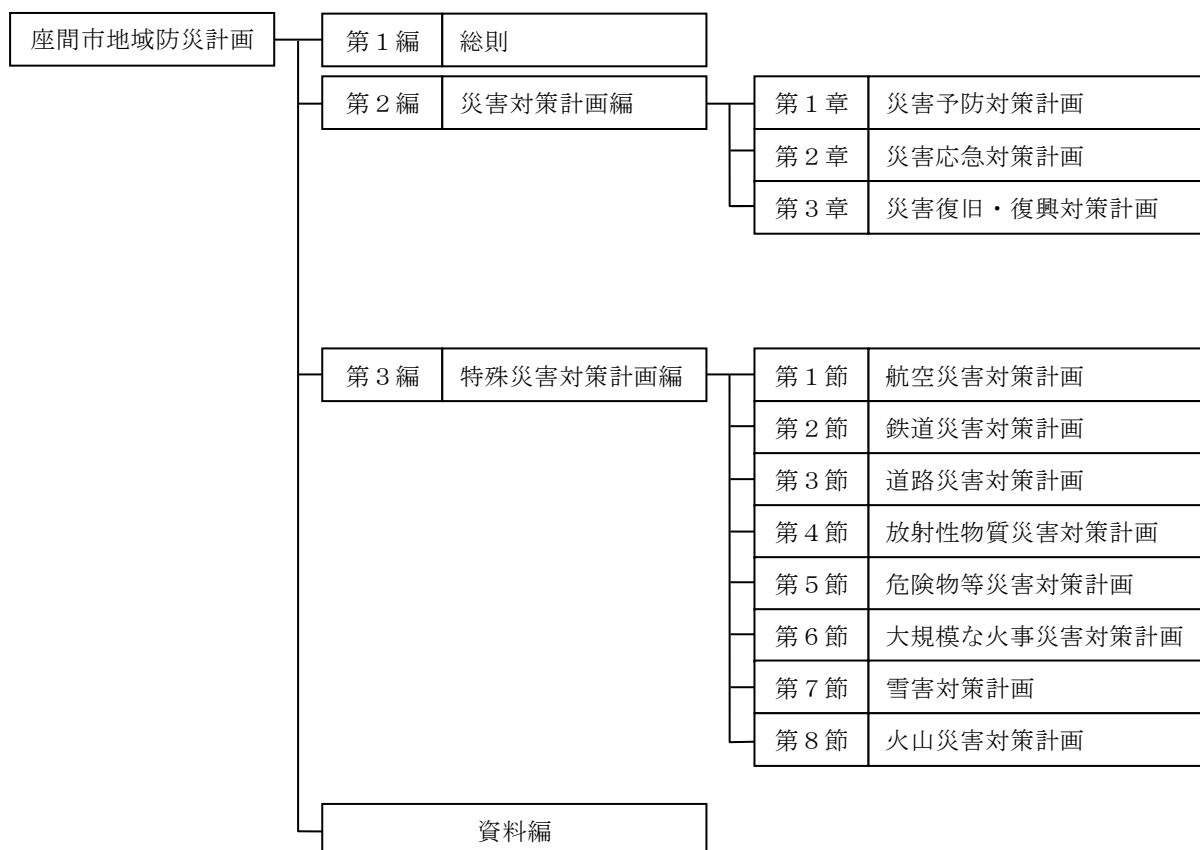 座間市地域防災計画
第1編 総則
第2編 災害対策計画編
第1章 災害予防対策計画
第2章 災害応急対策計画
第3章 災害復旧・復興対策計画
第3編 特殊災害対策計画編
第1節 航空災害対策計画
第2節 鉄道災害対策計画
第3節 道路災害対策計画
第4節 放射性物質災害対策計画
第5節 危険物等災害対策計画
第6節 大規模な火事災害対策計画
第7節 雪害対策計画
第8節 火山災害対策計画
資料編